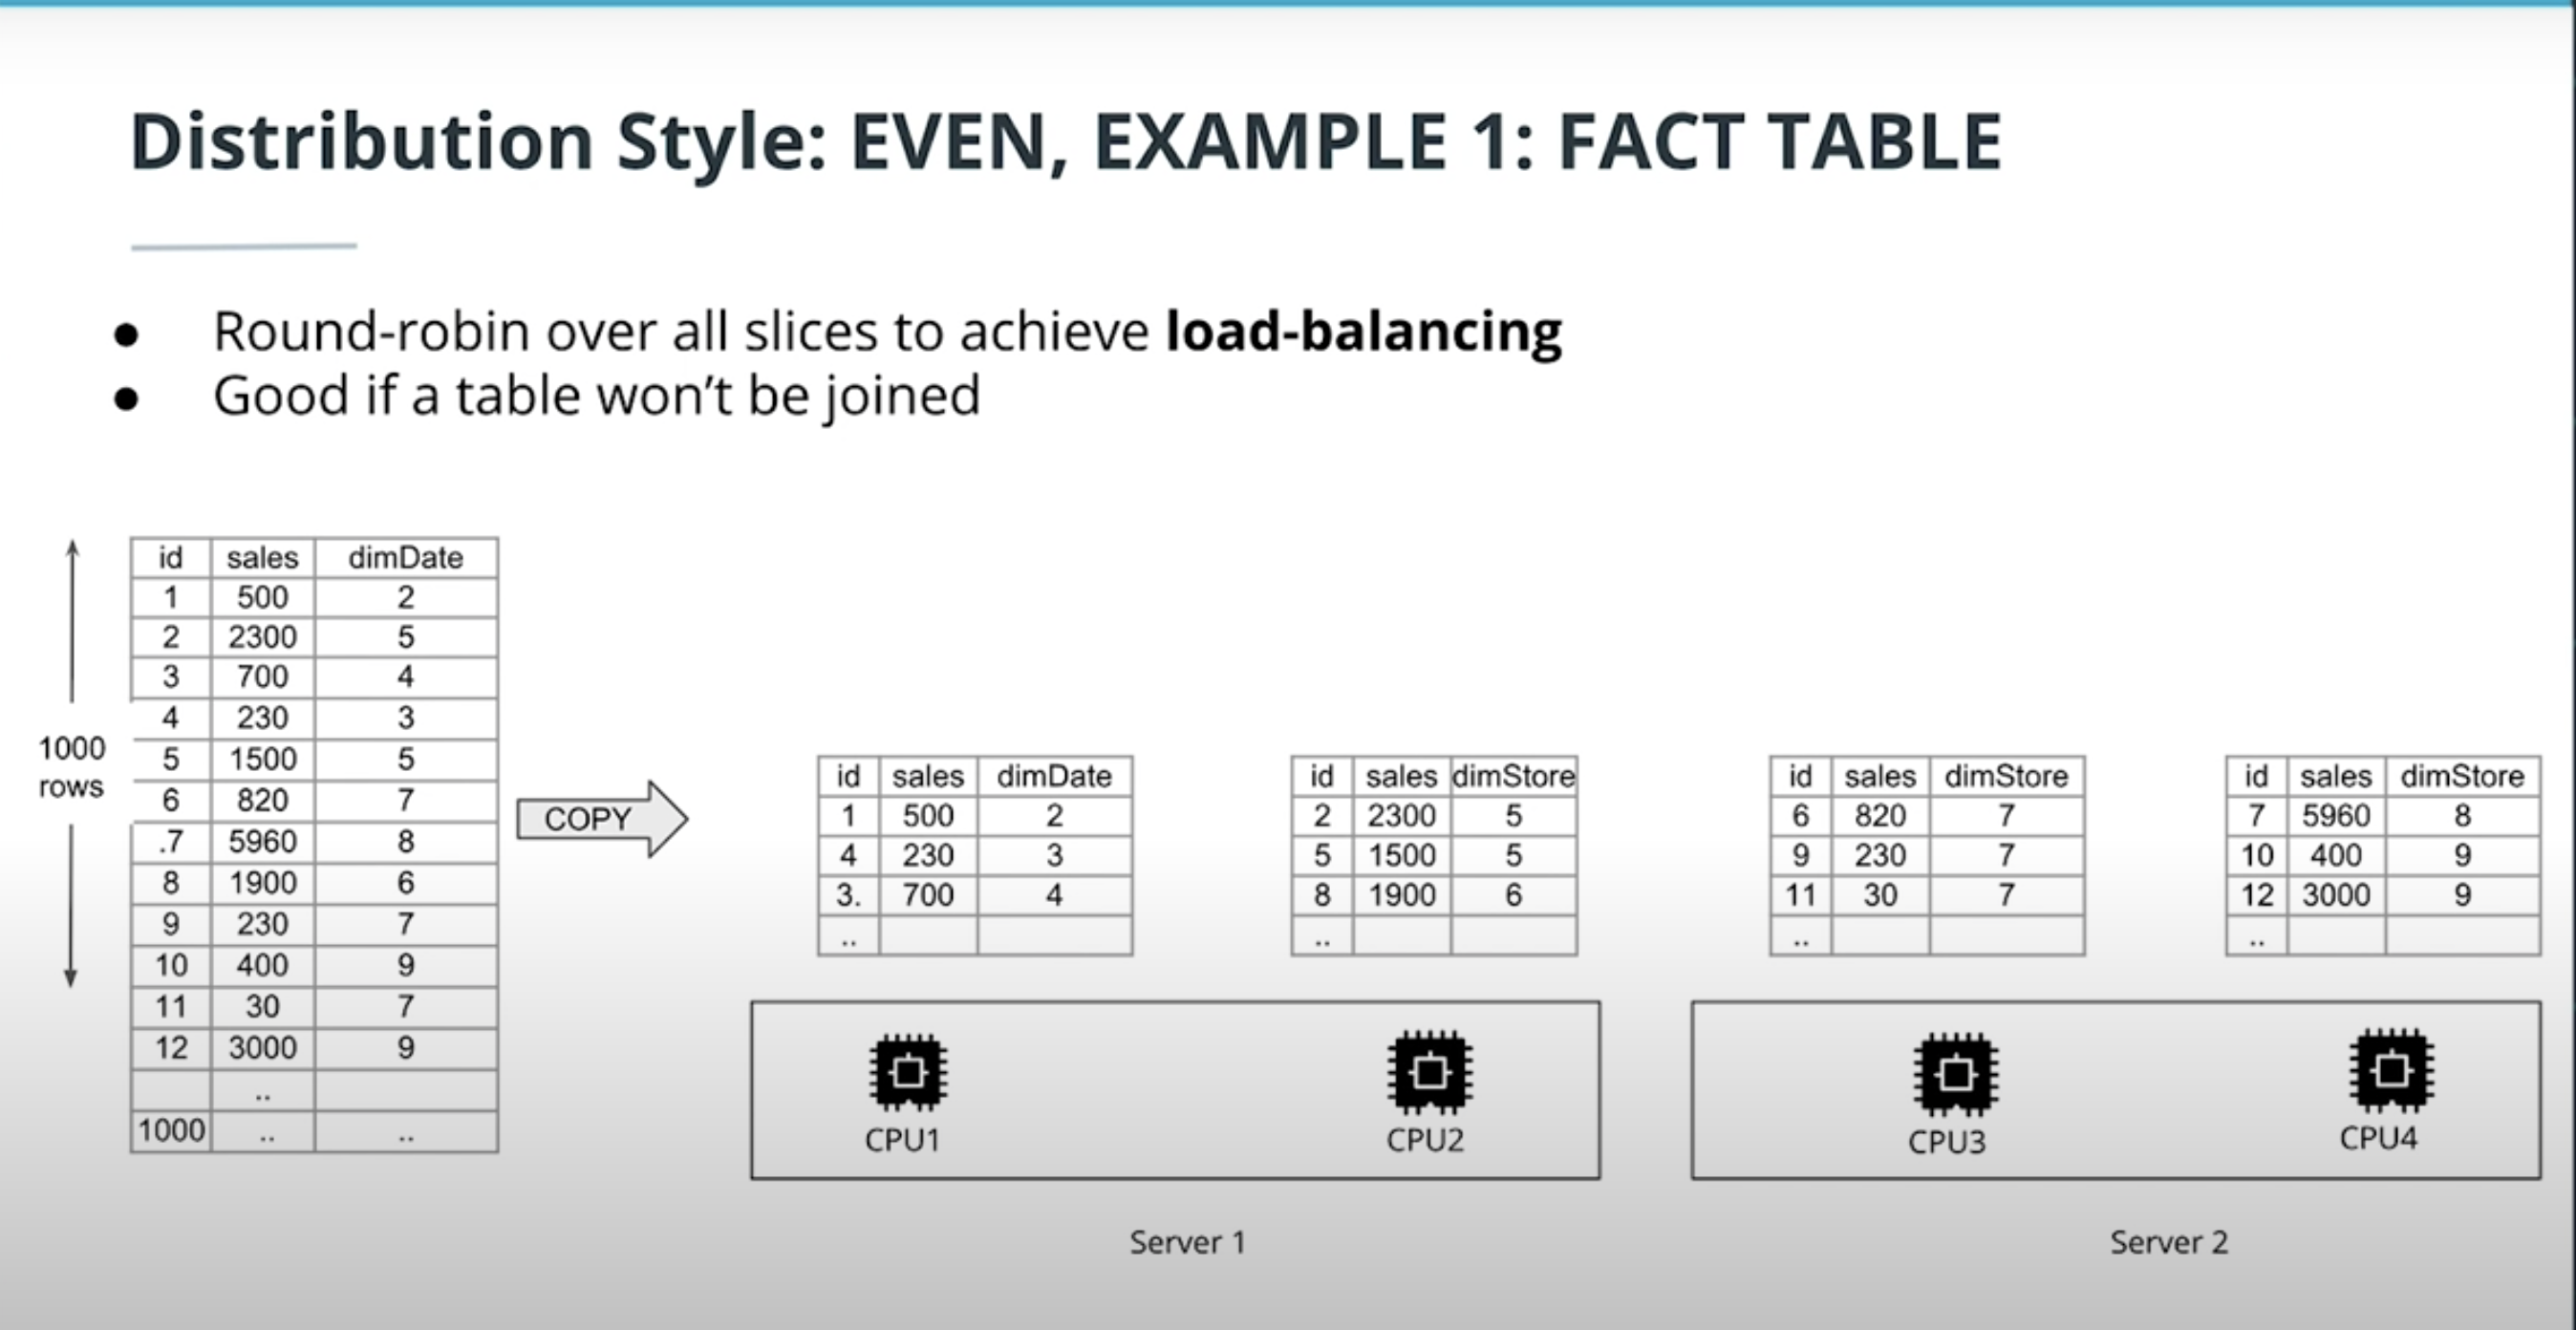 Distribution Style: EVEN, EXAMPLE 1: FACT TABLE
● Round-robin over all slices to achieve load-balancing
● Good if a table won’t be joined
1000
rows
id sales dimDate
1 500 2
2 2300 5
3 700 4
4 230 3
5 1500 5
6 820 7
.7 5960 8
8 1900 6
9 230 7
10 400 9
11 30 7
12 3000 9
..
1000 .. ..
COPY
id sales dimDate
1 500 2
4 230 3
3. 700 4
..
id sales dimStore
2 2300 5
5 1500 5
8 1900 6
..
id sales dimStore
6 820 7
9 230 7
11 30 7
..
id sales dimStore
7 5960 8
10 400 9
12 3000 9
..
CPU1
CPU2
CPU3
CPU4
Server 1
Server 2